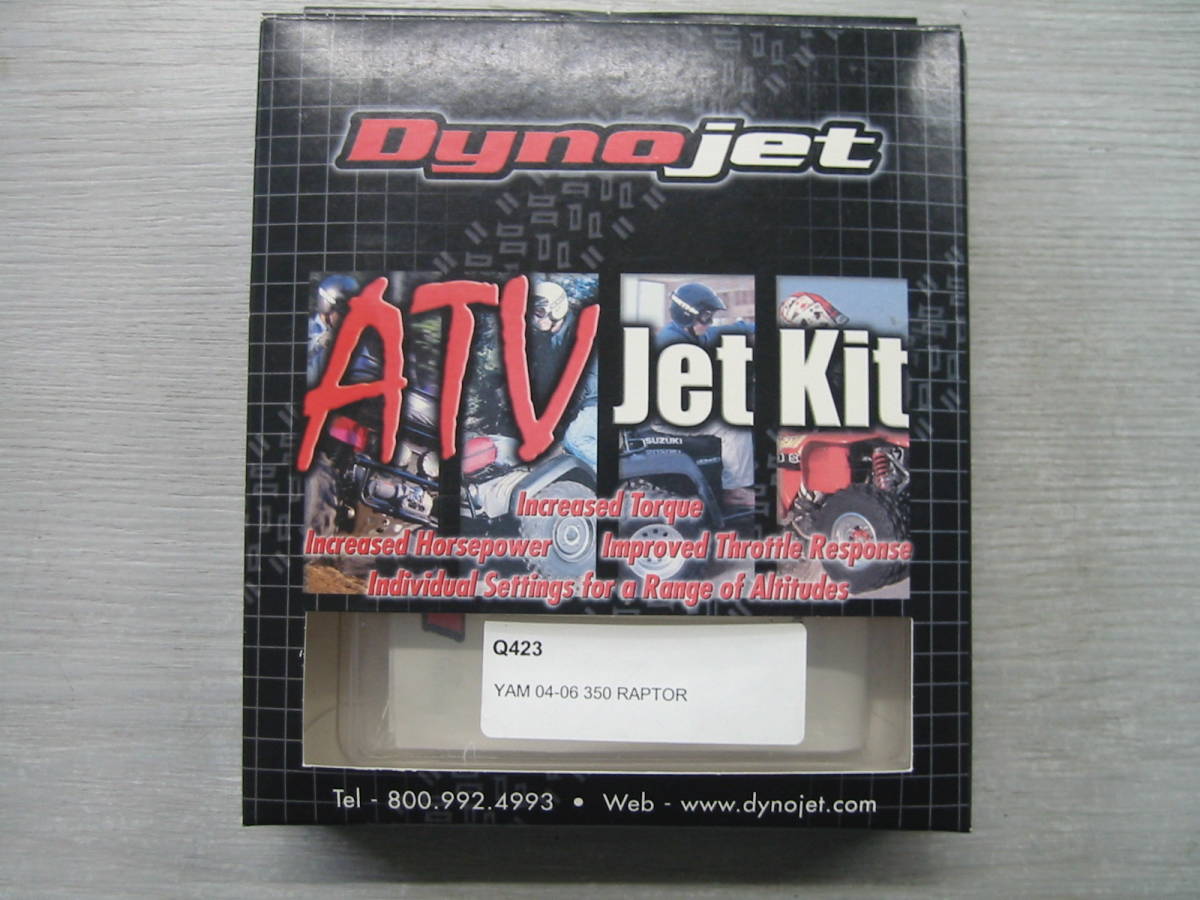 Dynojet
ATV Jet Kit
SUZUKI
Increased Torque
Increased Horsepower Improved Throttle Response
Individual Settings for a Range of Altitudes
Q423
YAM 04-06 350 RAPTOR
Tel - 800.992.4993 • Web - www.dynojet.com